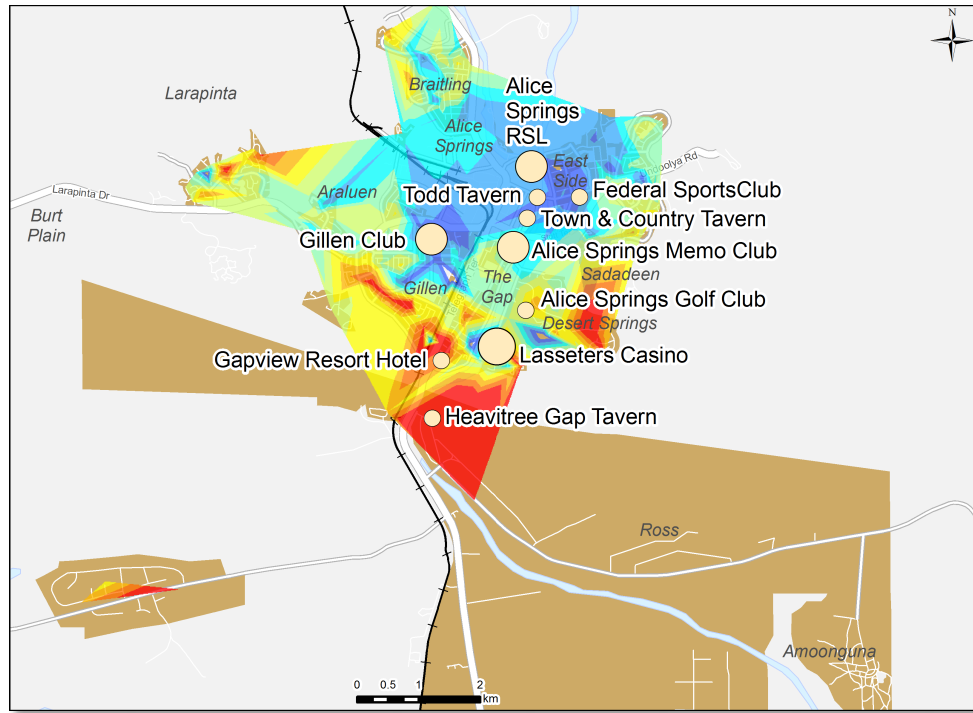 N
Alice
Springs
RSL
Braitling
Larapinta
Alice
Springs
East
Side
Rd
Larapinta Dr
Araluen
Todd Tavern
Federal SportsClub
Burt
Plain
Town & Country Tavern
Gillen Club
Alice Springs Memo Club
The
Gap
Sadadeen
Gillen
Alice Springs Golf Club
Desert Springs
Gapview Resort Hotel
Lasseters Casino
Heavitree Gap Tavern
Ross
Amoonguna
0 0.5 1 2
km